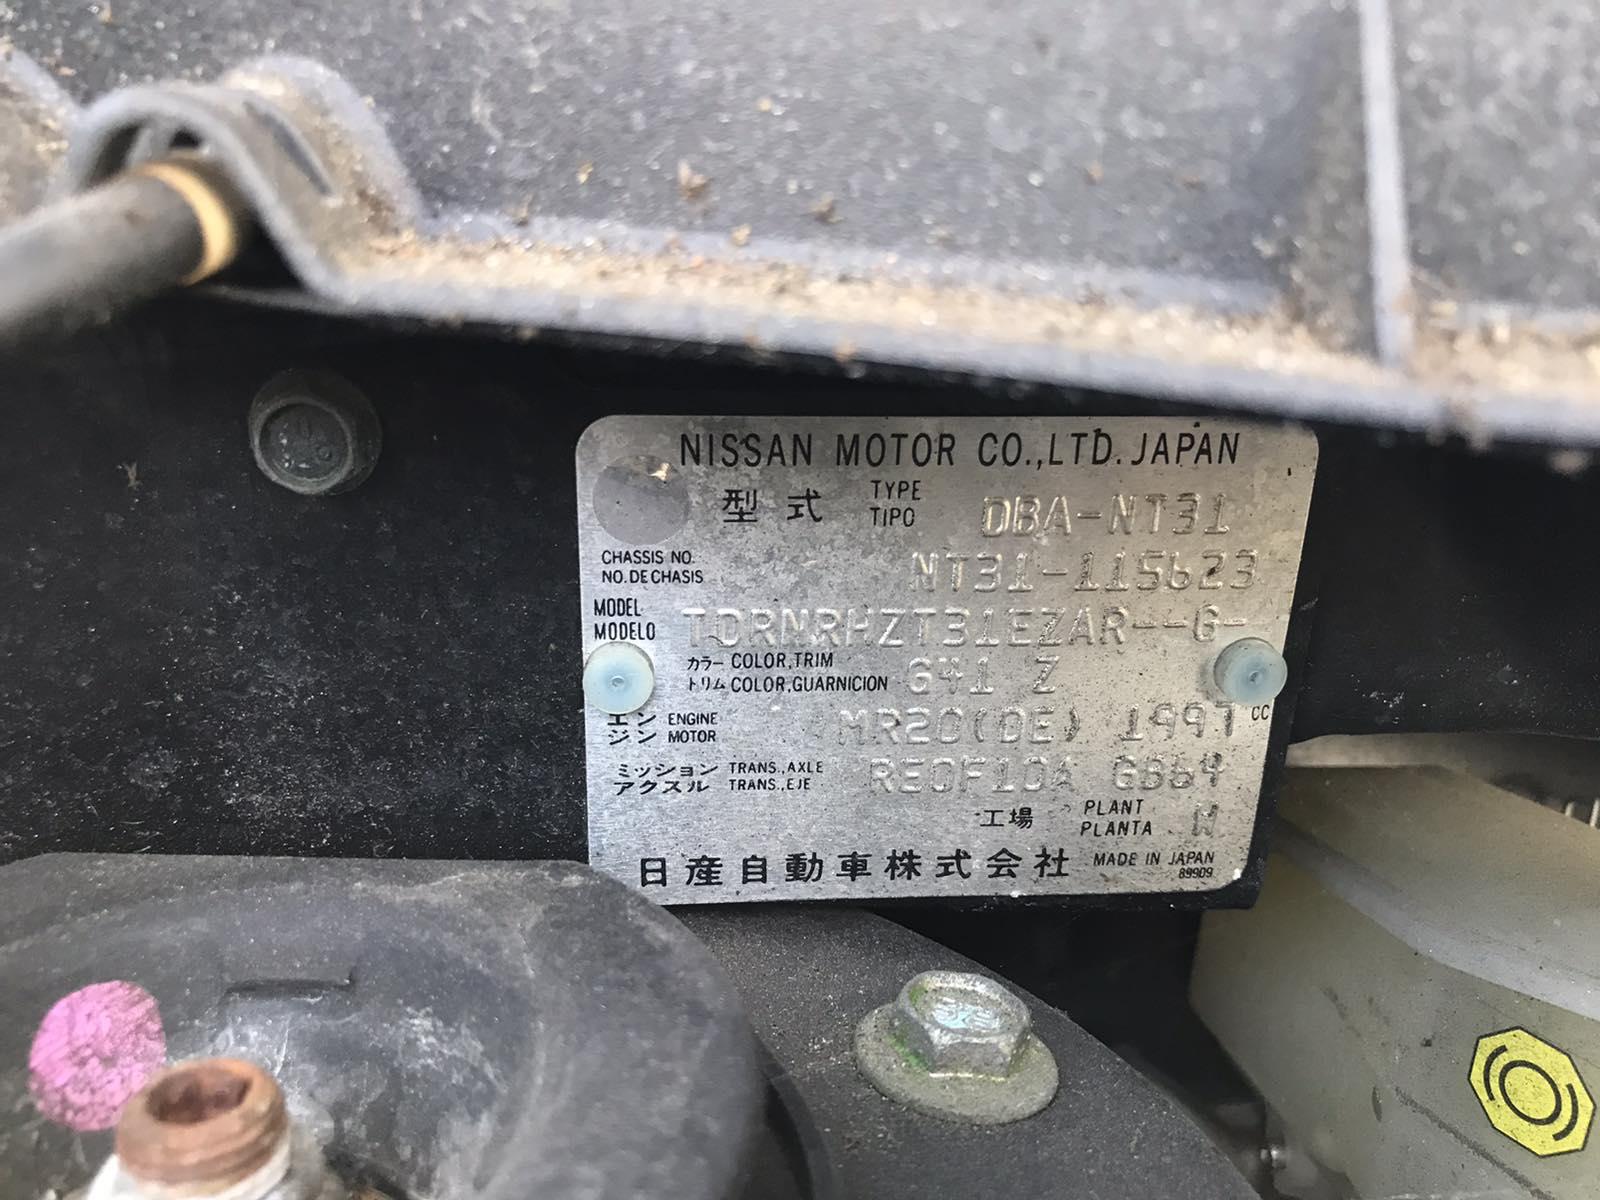 NISSAN MOTOR CO.,LTD. JAPAN
型式 TYPE TIPO DBA-NT31
CHASSIS NO. NO. DE CHASIS NT31-115623
MODEL MODELO TDRNRHZT31EZAR--G-
カラー COLOR,TRIM
トリム COLOR,GUARNICION G41 Z
エンジン ENGINE MOTOR MR20(DE) 1997 CC
ミッション TRANS.,AXLE
アクスル TRANS.,EJE RE0F10A GB64
工場 PLANT PLANTA W
日産自動車株式会社 MADE IN JAPAN
89909